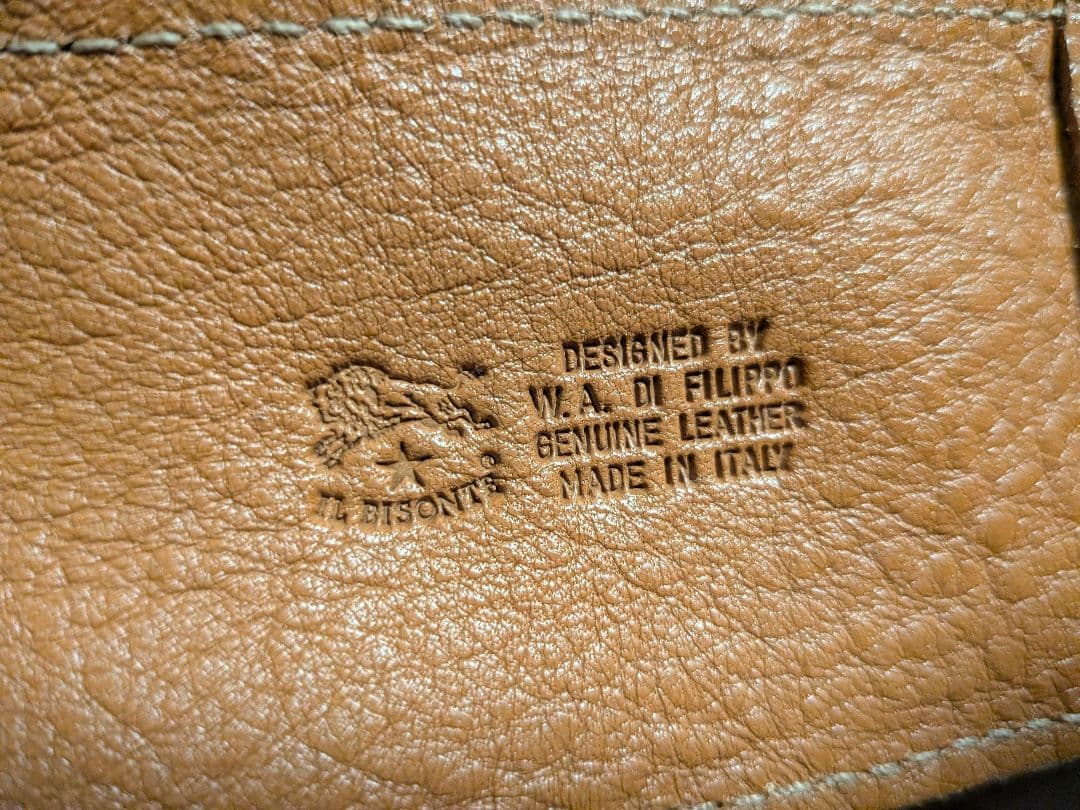 IL BISONTE®
DESIGNED BY
W. A. DI FILIPPO
GENUINE LEATHER
MADE IN ITALY